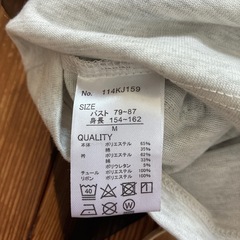 No. 114KJ159
SIZE
バスト 79~87
身長 154~162
M
QUALITY
本体 ポリエステル 65%
綿 35%
ポリエステル 62%
綿 33%
ポリウレタン 5%
チュール ポリエステル 100%
リボン ポリエステル 100%
40